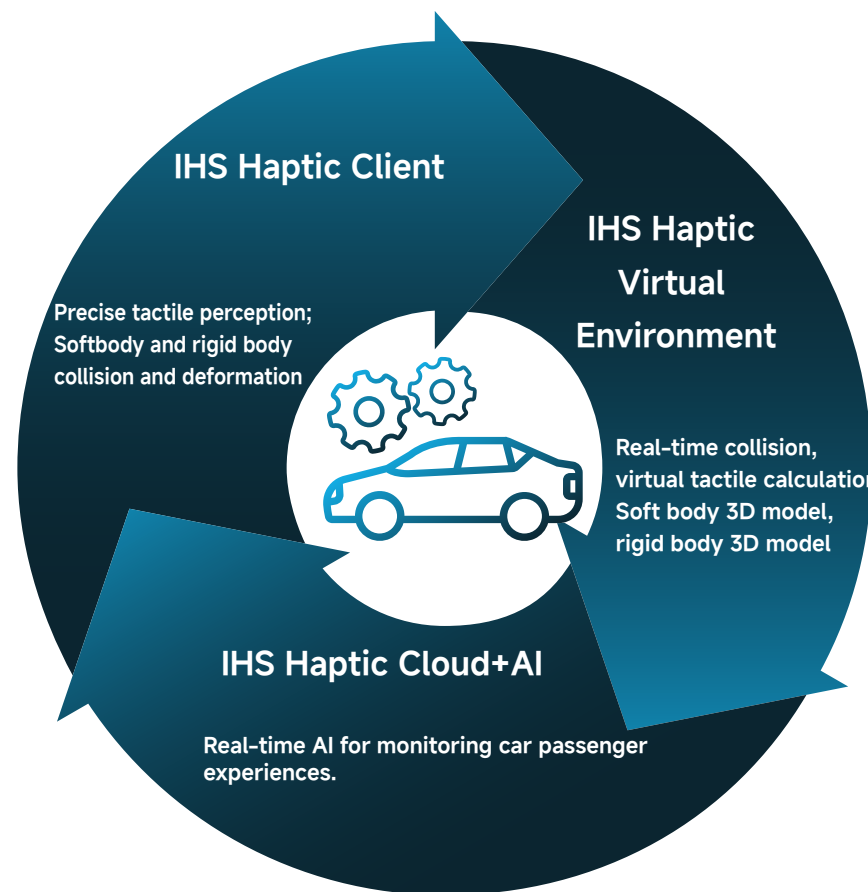 IHS Haptic Client
Precise tactile perception;
Softbody and rigid body
collision and deformation
IHS Haptic
Virtual
Environment
Real-time collision,
virtual tactile calculation
Soft body 3D model,
rigid body 3D model
IHS Haptic Cloud+AI
Real-time AI for monitoring car passenger
experiences.